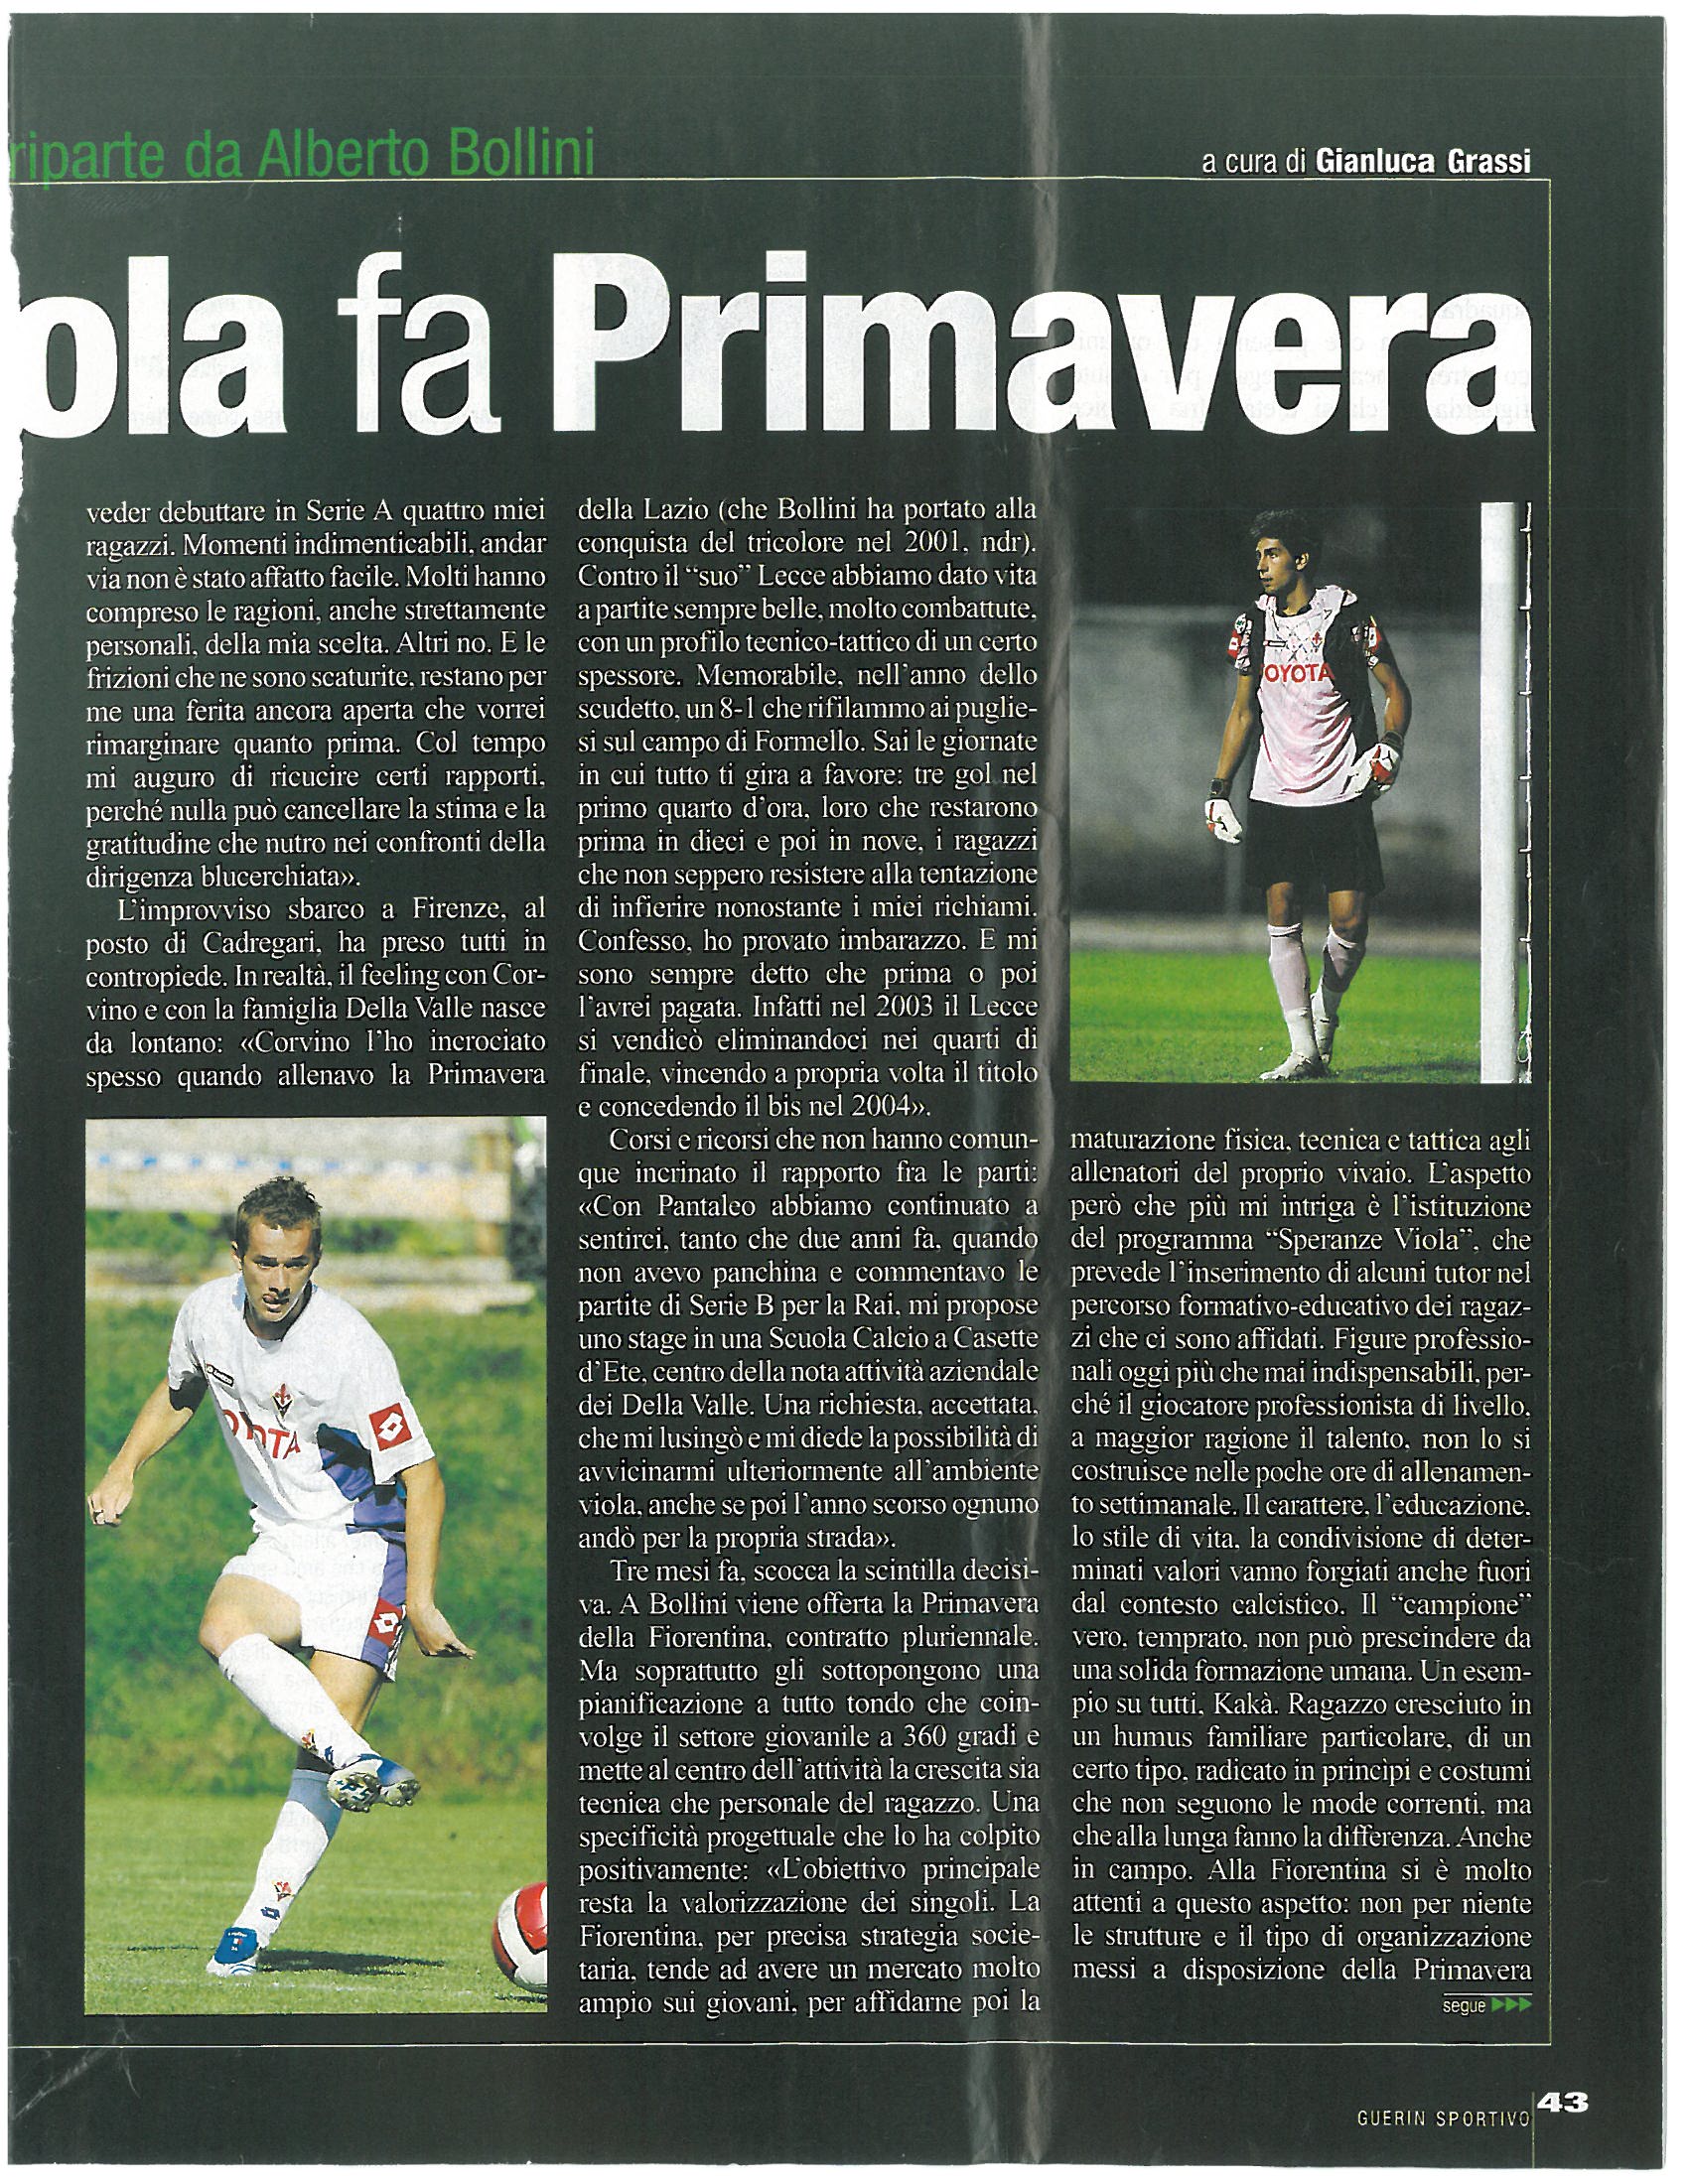 riparte da Alberto Bollini
a cura di Gianluca Grassi
ola fa Primavera
veder debuttare in Serie A quattro miei
ragazzi. Momenti indimenticabili, andar
via non è stato affatto facile. Molti hanno
compreso le ragioni, anche strettamente
personali, della mia scelta. Altri no. E le
frizioni che ne sono scaturite, restano per
me una ferita ancora aperta che vorrei
rimarginare quanto prima. Col tempo
mi auguro di ricucire certi rapporti,
perché nulla può cancellare la stima e la
gratitudine che nutro nei confronti della
dirigenza blucerchiata».
L'improvviso sbarco a Firenze, al
posto di Cadregari, ha preso tutti in
contropiede. In realtà, il feeling con Cor-
vino e con la famiglia Della Valle nasce
da lontano: «Corvino l'ho incrociato
spesso quando allenavo la Primavera
della Lazio (che Bollini ha portato alla
conquista del tricolore nel 2001, ndr).
Contro il "suo" Lecce abbiamo dato vita
a partite sempre belle, molto combattute,
con un profilo tecnico-tattico di un certo
spessore. Memorabile, nell'anno dello
scudetto, un 8-1 che rifilammo ai puglie-
si sul campo di Formello. Sai le giornate
in cui tutto ti gira a favore: tre gol nel
primo quarto d'ora, loro che restarono
prima in dieci e poi in nove, i ragazzi
che non seppero resistere alla tentazione
di infierire nonostante i miei richiami.
Confesso, ho provato imbarazzo. E mi
sono sempre detto che prima o poi
l'avrei pagata. Infatti nel 2003 il Lecce
si vendicò eliminandoci nei quarti di
finale, vincendo a propria volta il titolo
e concedendo il bis nel 2004».
Corsi e ricorsi che non hanno comun-
que incrinato il rapporto fra le parti:
«Con Pantaleo abbiamo continuato a
sentirci, tanto che due anni fa, quando
non avevo panchina e commentavo le
partite di Serie B per la Rai, mi propose
uno stage in una Scuola Calcio a Casette
d'Ete, centro della nota attività aziendale
dei Della Valle. Una richiesta, accettata,
che mi lusingò e mi diede la possibilità di
avvicinarmi ulteriormente all'ambiente
viola, anche se poi l'anno scorso ognuno
andò per la propria strada».
Tre mesi fa, scocca la scintilla decisi-
va. A Bollini viene offerta la Primavera
della Fiorentina, contratto pluriennale.
Ma soprattutto gli sottopongono una
pianificazione a tutto tondo che coin-
volge il settore giovanile a 360 gradi e
mette al centro dell'attività la crescita sia
tecnica che personale del ragazzo. Una
specificità progettuale che lo ha colpito
positivamente: «L'obiettivo principale
resta la valorizzazione dei singoli. La
Fiorentina, per precisa strategia socie-
taria, tende ad avere un mercato molto
ampio sui giovani, per affidarne poi la
OYOTA
maturazione fisica, tecnica e tattica agli
allenatori del proprio vivaio. L'aspetto
però che più mi intriga è l'istituzione
del programma "Speranze Viola", che
prevede l'inserimento di alcuni tutor nel
percorso formativo-educativo dei ragaz-
zi che ci sono affidati. Figure professio-
nali oggi più che mai indispensabili, per-
ché il giocatore professionista di livello,
a maggior ragione il talento, non lo si
costruisce nelle poche ore di allenamen-
to settimanale. Il carattere, l'educazione,
lo stile di vita, la condivisione di deter-
minati valori vanno forgiati anche fuori
dal contesto calcistico. Il "campione"
vero, temprato, non può prescindere da
una solida formazione umana. Un esem-
pio su tutti, Kakà. Ragazzo cresciuto in
un humus familiare particolare, di un
certo tipo, radicato in princìpi e costumi
che non seguono le mode correnti, ma
che alla lunga fanno la differenza. Anche
in campo. Alla Fiorentina si è molto
attenti a questo aspetto: non per niente
le strutture e il tipo di organizzazione
messi a disposizione della Primavera
segue
GUERIN SPORTIVO 43